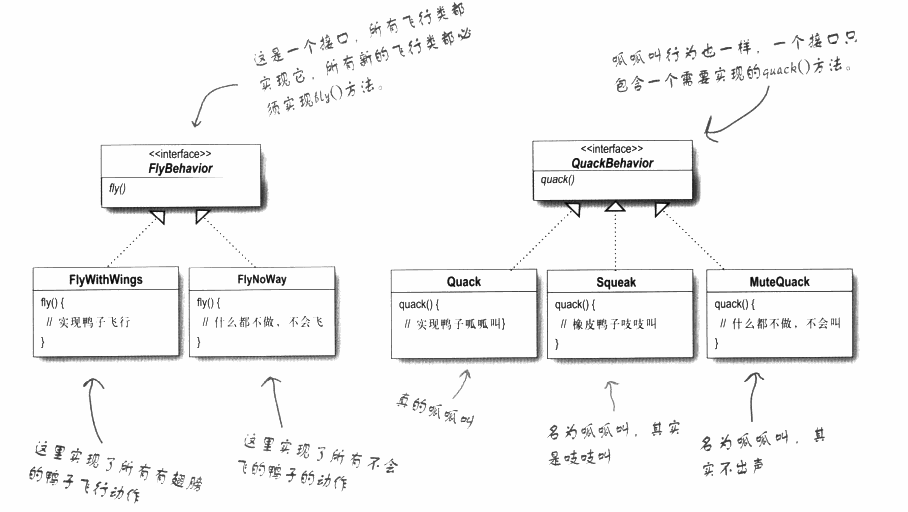 这是一个接口，所有飞行类都
实现它，所有新的飞行类都必
须实现fly()方法。
呱呱叫行为也一样，一个接口只
包含一个需要实现的quack()方法。
<<interface>>
FlyBehavior
fly()
<<interface>>
QuackBehavior
quack()
FlyWithWings
fly() {
// 实现鸭子飞行
}
FlyNoWay
fly() {
// 什么都不做，不会飞
}
Quack
quack() {
// 实现鸭子呱呱叫}
Squeak
quack() {
// 橡皮鸭子吱吱叫
}
MuteQuack
quack() {
// 什么都不做，不会叫
}
这里实现了所有有翅膀
的鸭子飞行动作
这里实现了所有不会
飞的鸭子的动作
真的呱呱叫
名为呱呱叫，其实
是吱吱叫
名为呱呱叫，其
实不出声